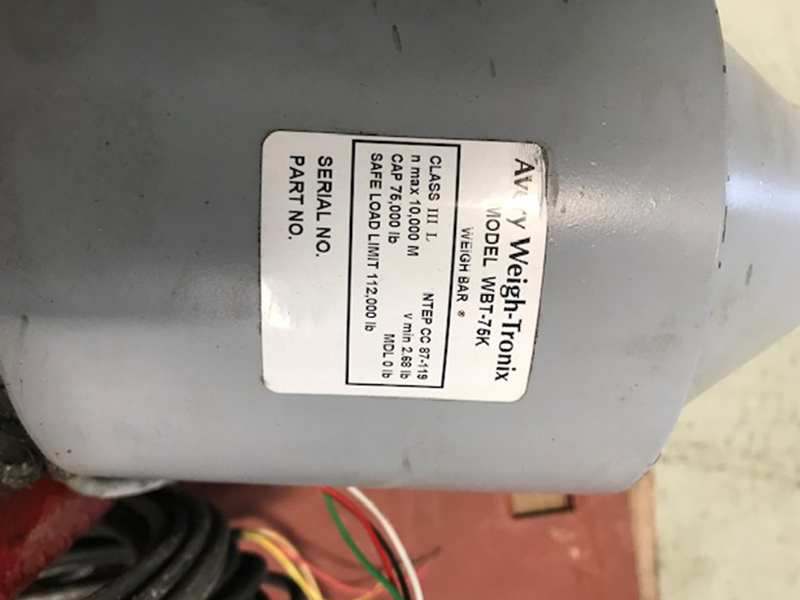 Avery Weigh-Tronix
MODEL WBT-75K
WEIGH BAR ®
CLASS III L NTEP CC 87-119
n max 10,000 M v min 2.68 lb
CAP 75,000 lb MDL 0 lb
SAFE LOAD LIMIT 112,000 lb
SERIAL NO.
PART NO.